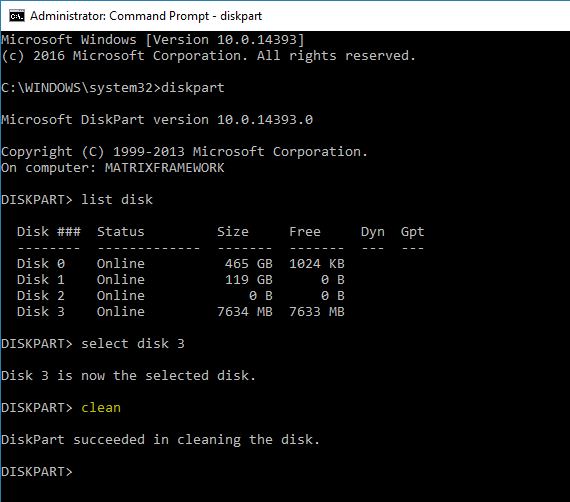 Administrator: Command Prompt - diskpart
Microsoft Windows [Version 10.0.14393]
(c) 2016 Microsoft Corporation. All rights reserved.
C:\WINDOWS\system32>diskpart
Microsoft DiskPart version 10.0.14393.0
Copyright (C) 1999-2013 Microsoft Corporation.
On computer: MATRIXFRAMEWORK
DISKPART> list disk
  Disk ###  Status         Size     Free     Dyn  Gpt
  --------  -------------  -------  -------  ---  ---
  Disk 0    Online          465 GB  1024 KB
  Disk 1    Online          119 GB      0 B
  Disk 2    Online             0 B      0 B
  Disk 3    Online         7634 MB  7633 MB
DISKPART> select disk 3
Disk 3 is now the selected disk.
DISKPART> clean
DiskPart succeeded in cleaning the disk.
DISKPART>